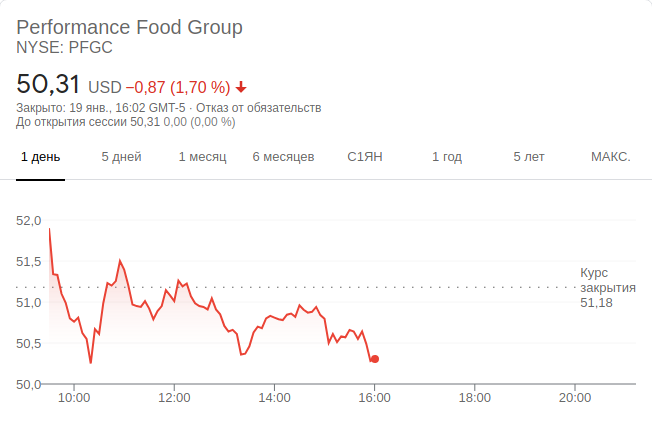 Performance Food Group
NYSE: PFGC
50,31 USD −0,87 (1,70 %)
Закрыто: 19 янв., 16:02 GMT-5 · Отказ от обязательств
До открытия сессии 50,31 0,00 (0,00 %)
1 день 5 дней 1 месяц 6 месяцев С1ЯН 1 год 5 лет МАКС.
52,0
51,5
Курс
закрытия
51,18
51,0
50,5
50,0
10:00 12:00 14:00 16:00 18:00 20:00